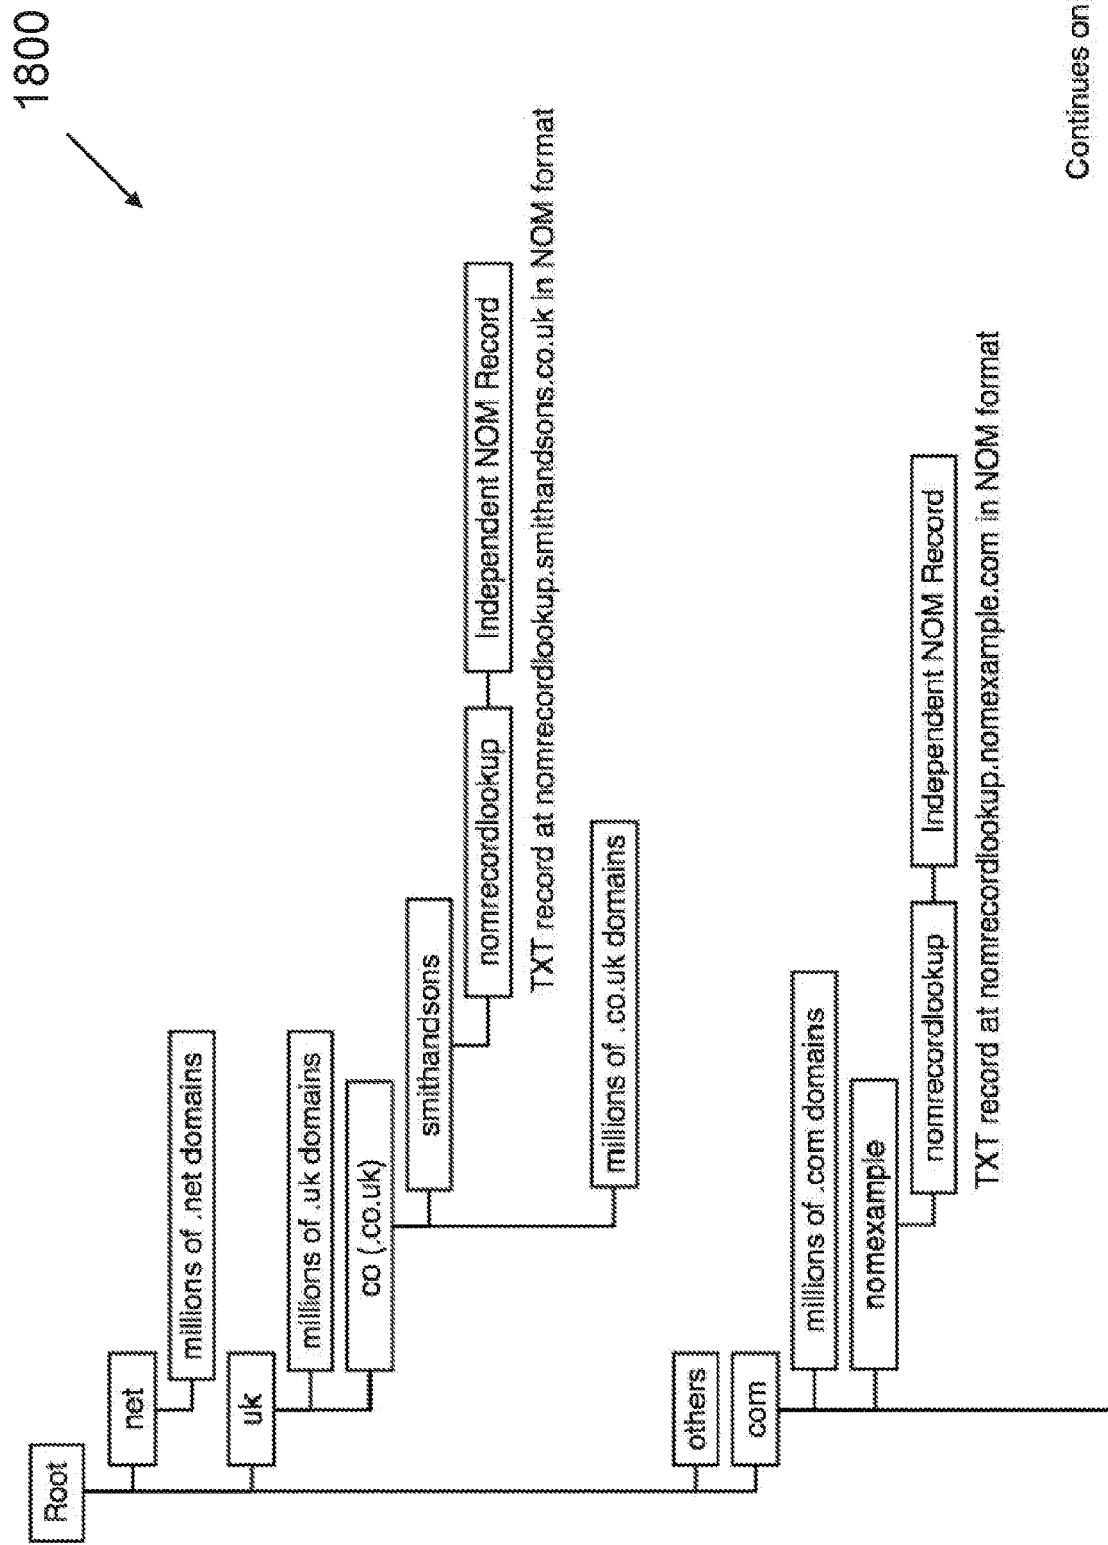 1800
Root
net
millions of .net domains
uk
millions of .uk domains
co (.co.uk)
smithandsons
nomrecordlookup
Independent NOM Record
TXT record at nomrecordlookup.smithandsons.co.uk in NOM format
millions of .co.uk domains
others
com
millions of .com domains
nomexample
nomrecordlookup
Independent NOM Record
TXT record at nomrecordlookup.nomexample.com in NOM format
Continues on